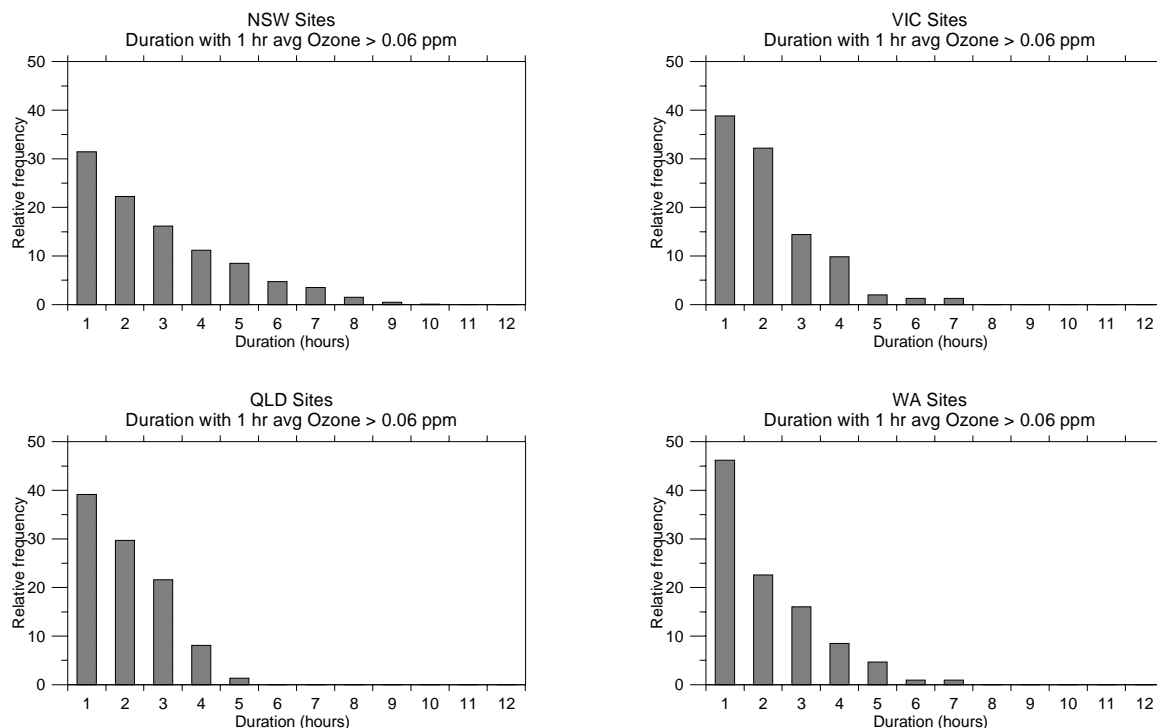 NSW Sites
Duration with 1 hr avg Ozone > 0.06 ppm
50
40
30
20
10
0
Relative frequency
1 2 3 4 5 6 7 8 9 10 11 12
Duration (hours)
VIC Sites
Duration with 1 hr avg Ozone > 0.06 ppm
50
40
30
20
10
0
Relative frequency
1 2 3 4 5 6 7 8 9 10 11 12
Duration (hours)
QLD Sites
Duration with 1 hr avg Ozone > 0.06 ppm
50
40
30
20
10
0
Relative frequency
1 2 3 4 5 6 7 8 9 10 11 12
Duration (hours)
WA Sites
Duration with 1 hr avg Ozone > 0.06 ppm
50
40
30
20
10
0
Relative frequency
1 2 3 4 5 6 7 8 9 10 11 12
Duration (hours)